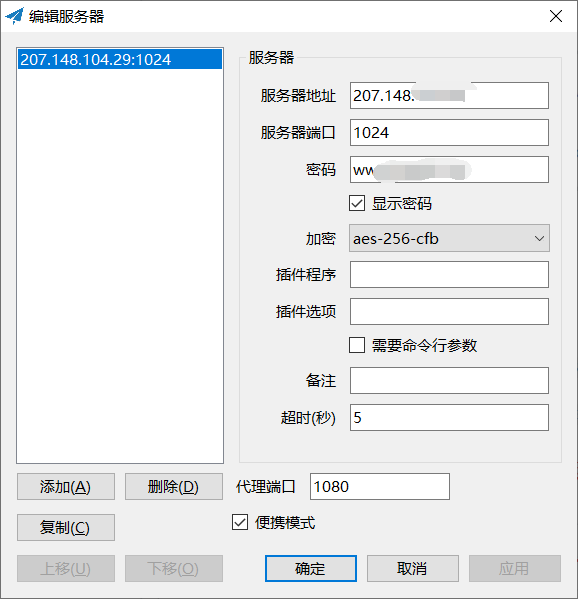 编辑服务器
207.148.104.29:1024
服务器
服务器地址 207.148.
服务器端口 1024
密码
显示密码
加密 aes-256-cfb
插件程序
插件选项
需要命令行参数
备注
超时(秒) 5
添加(A) 删除(D) 代理端口 1080
复制(C) 便携模式
上移(U) 下移(O) 确定 取消 应用